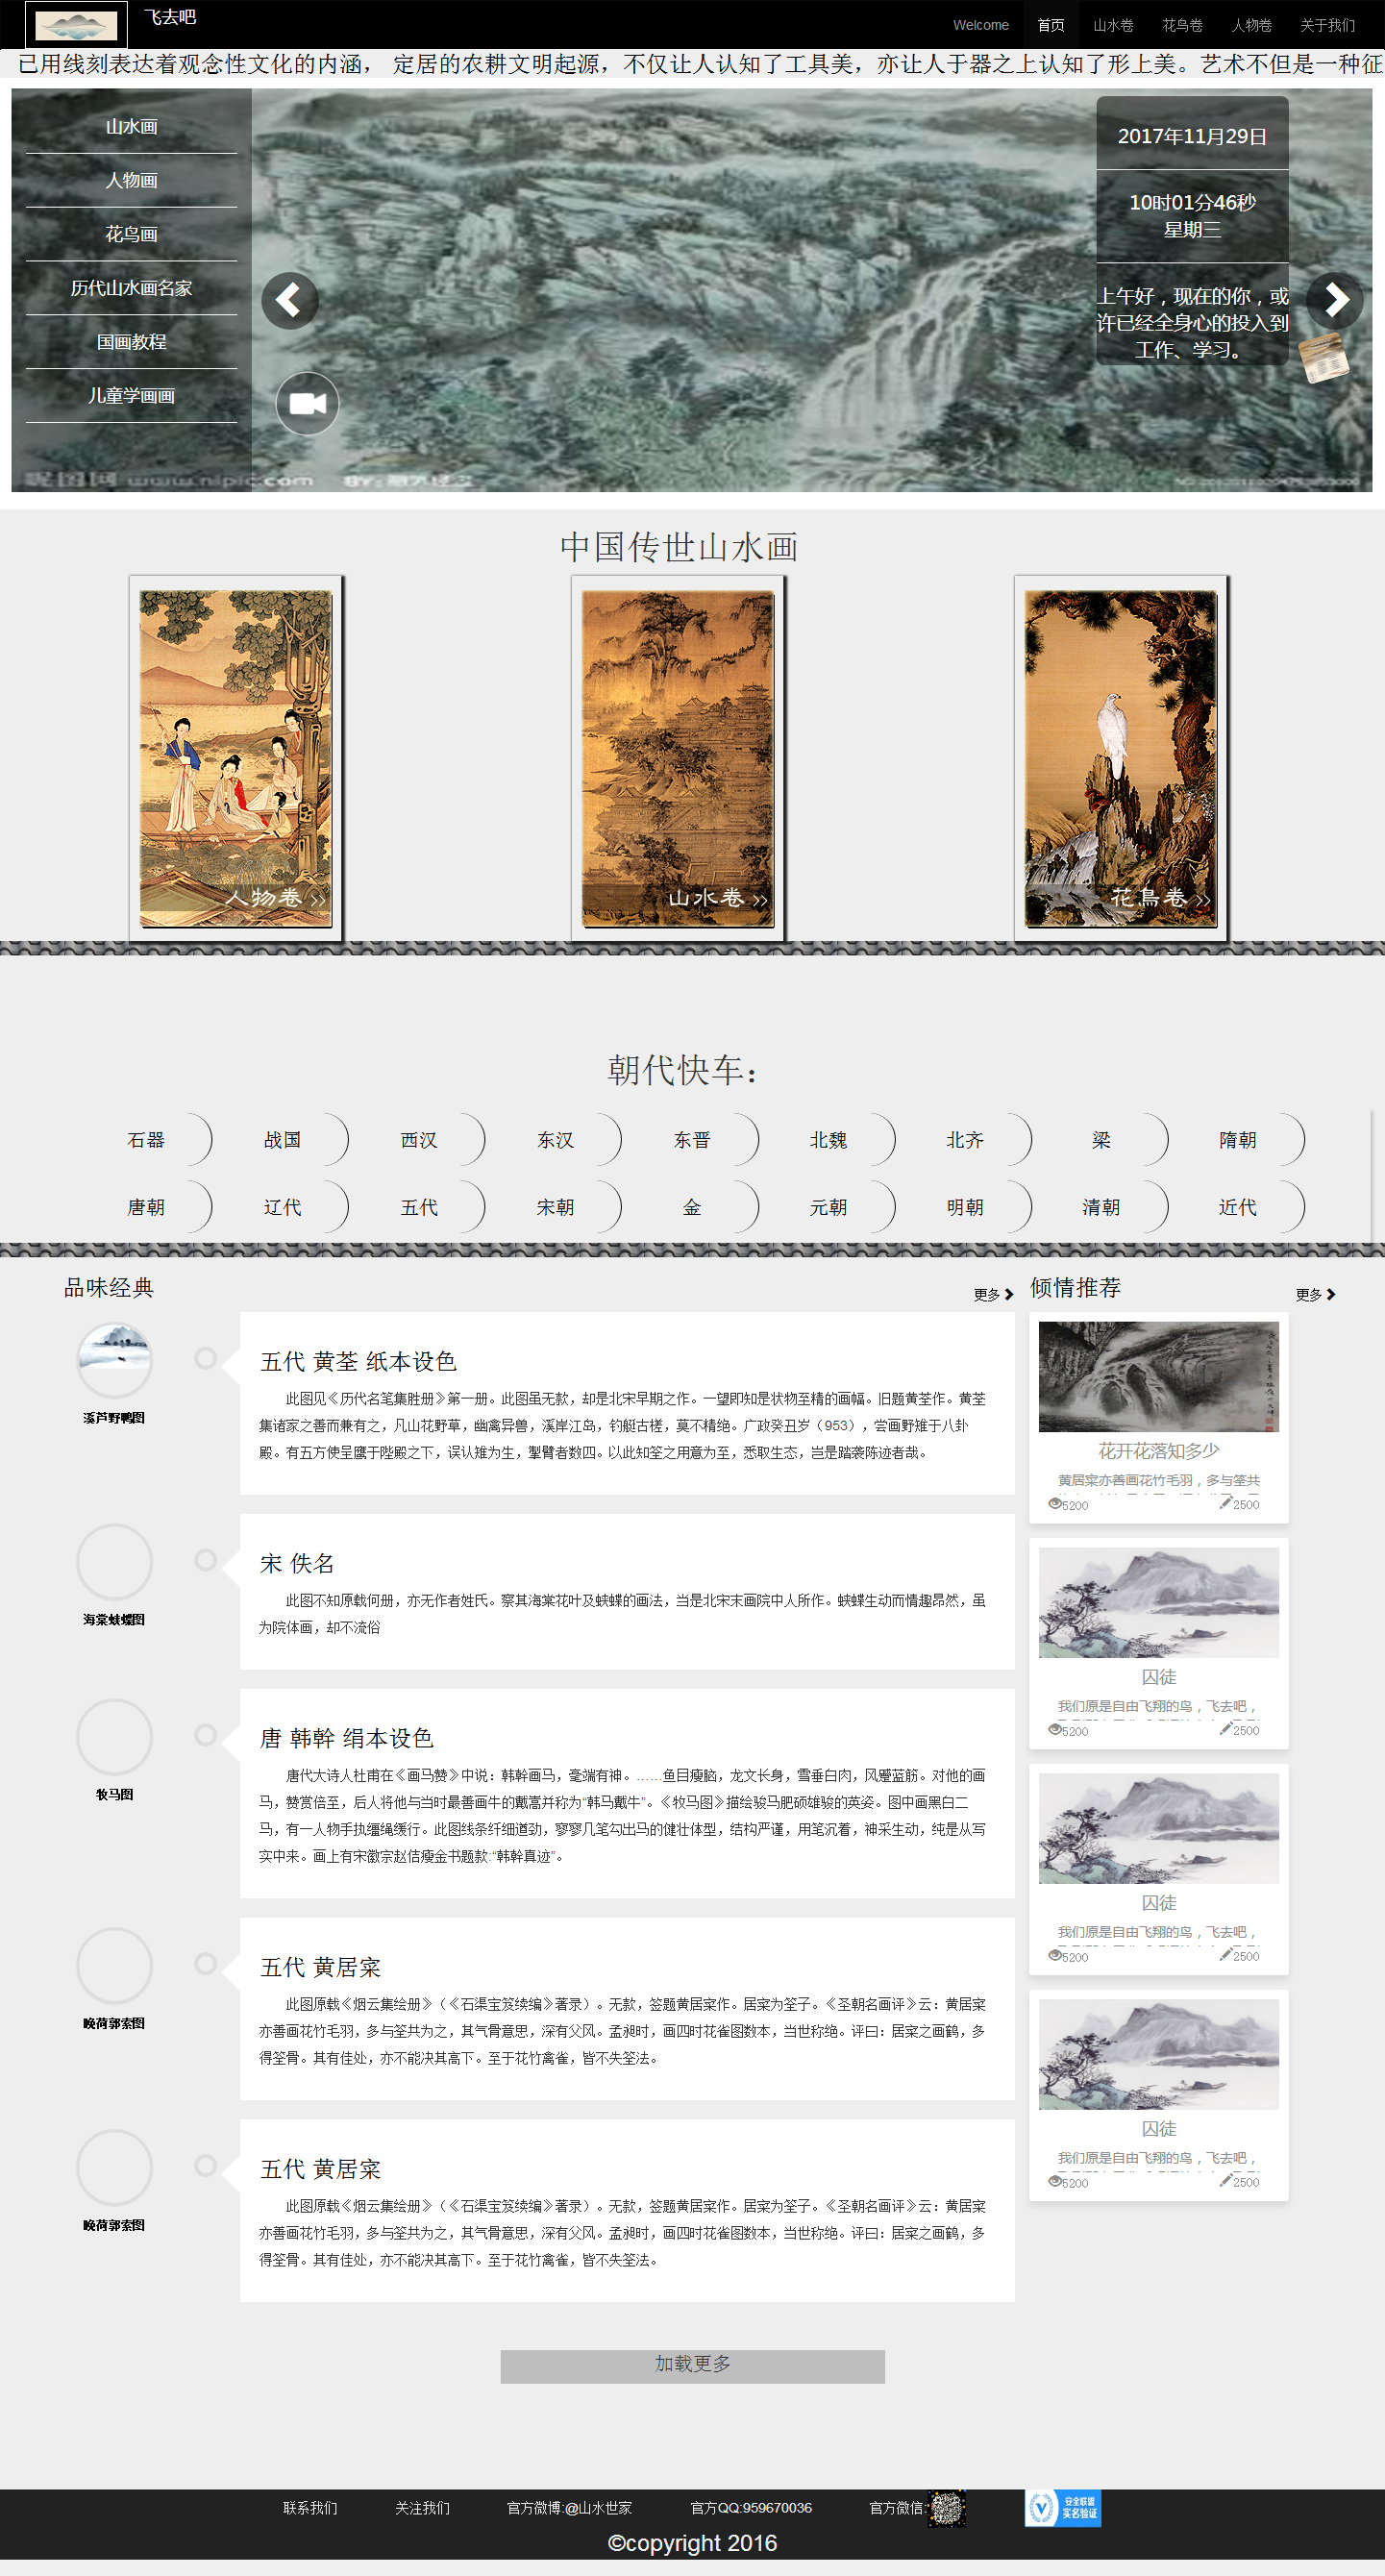 飞去吧
Welcome 首页 山水卷 花鸟卷 人物卷 关于我们
已用线刻表达着观念性文化的内涵， 定居的农耕文明起源，不仅让人认知了工具美，亦让人于器之上认知了形上美。艺术不但是一种征
山水画
人物画
花鸟画
历代山水画名家
国画教程
儿童学画画
2017年11月29日
10时01分46秒
星期三
上午好，现在的你，或
许已经全身心的投入到
工作、学习。
昵图网 www.nipic.com
中国传世山水画
人物卷 >>
山水卷 >>
花鳥卷 >>
朝代快车：
石器 战国 西汉 东汉 东晋 北魏 北齐 梁 隋朝
唐朝 辽代 五代 宋朝 金 元朝 明朝 清朝 近代
品味经典
更多
溪芦野鸭图
五代 黄荃 纸本设色
此图见《历代名笔集胜册》第一册。此图虽无款，却是北宋早期之作。一望即知是状物至精的画幅。旧题黄荃作。黄荃
集诸家之善而兼有之，凡山花野草，幽禽异兽，溪岸江岛，钓艇古槎，莫不精绝。广政癸丑岁（953），尝画野雉于八卦
殿。有五方使呈鹰于陛殿之下，误认雉为生，掣臂者数四。以此知筌之用意为至，悉取生态，岂是踏袭陈迹者哉。
海棠蛱蝶图
宋 佚名
此图不知原载何册，亦无作者姓氏。察其海棠花叶及蛱蝶的画法，当是北宋末画院中人所作。蛱蝶生动而情趣昂然，虽
为院体画，却不流俗
牧马图
唐 韩幹 绢本设色
唐代大诗人杜甫在《画马赞》中说：韩幹画马，毫端有神。……鱼目瘦脑，龙文长身，雪垂白肉，风蹙蓝筋。对他的画
马，赞赏倍至，后人将他与当时最善画牛的戴嵩并称为“韩马戴牛”。《牧马图》描绘骏马肥硕雄骏的英姿。图中画黑白二
马，有一人物手执缰绳缓行。此图线条纤细遒劲，寥寥几笔勾出马的健壮体型，结构严谨，用笔沉着，神采生动，纯是从写
实中来。画上有宋徽宗赵佶瘦金书题款:“韩幹真迹”。
晚荷郭索图
五代 黄居寀
此图原载《烟云集绘册》（《石渠宝笈续编》著录）。无款，签题黄居寀作。居寀为筌子。《圣朝名画评》云：黄居寀
亦善画花竹毛羽，多与筌共为之，其气骨意思，深有父风。孟昶时，画四时花雀图数本，当世称绝。评曰：居寀之画鹤，多
得筌骨。其有佳处，亦不能决其高下。至于花竹禽雀，皆不失筌法。
晚荷郭索图
五代 黄居寀
此图原载《烟云集绘册》（《石渠宝笈续编》著录）。无款，签题黄居寀作。居寀为筌子。《圣朝名画评》云：黄居寀
亦善画花竹毛羽，多与筌共为之，其气骨意思，深有父风。孟昶时，画四时花雀图数本，当世称绝。评曰：居寀之画鹤，多
得筌骨。其有佳处，亦不能决其高下。至于花竹禽雀，皆不失筌法。
倾情推荐
更多
花开花落知多少
黄居寀亦善画花竹毛羽，多与筌共
5200 2500
囚徒
我们原是自由飞翔的鸟，飞去吧，
5200 2500
囚徒
我们原是自由飞翔的鸟，飞去吧，
5200 2500
囚徒
我们原是自由飞翔的鸟，飞去吧，
5200 2500
加载更多
联系我们 关注我们 官方微博:@山水世家 官方QQ:959670036 官方微信:
安全联盟
实名验证
©copyright 2016